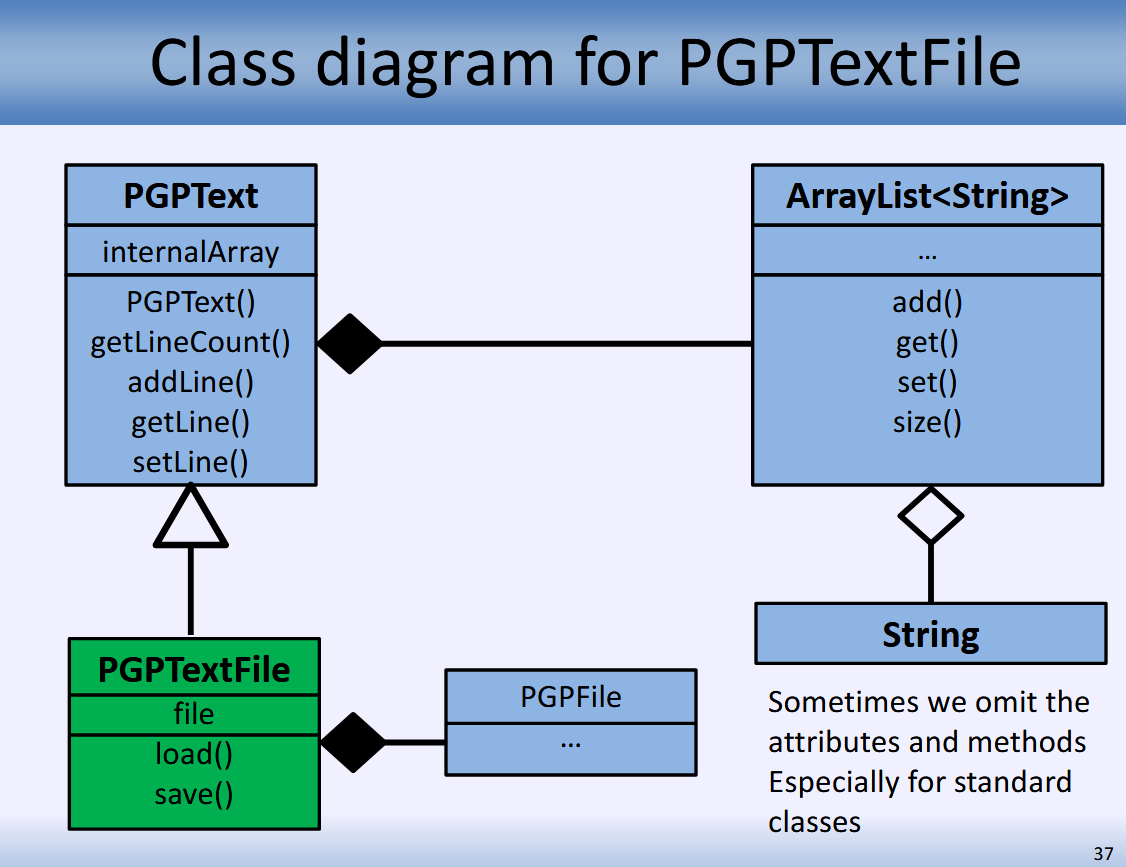 Class diagram for PGPTextFile
PGPText
internalArray
PGPText()
getLineCount()
addLine()
getLine()
setLine()
ArrayList<String>
...
add()
get()
set()
size()
PGPTextFile
file
load()
save()
PGPFile
...
String
Sometimes we omit the
attributes and methods
Especially for standard
classes
37